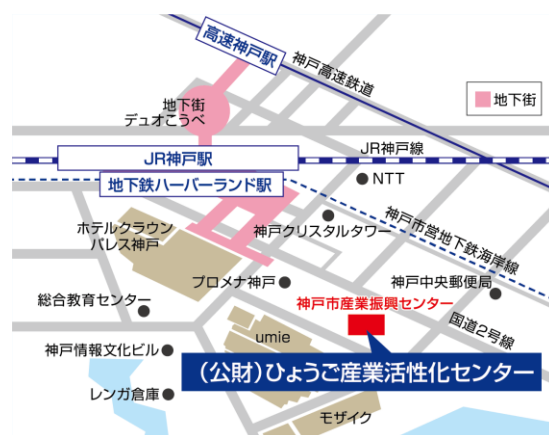 高速神戸駅
神戸高速鉄道
地下街
地下街
デュオこうべ
JR神戸線
JR神戸駅
地下鉄ハーバーランド駅
NTT
ホテルクラウン
パレス神戸
神戸クリスタルタワー
神戸市営地下鉄海岸線
プロメナ神戸
神戸中央郵便局
総合教育センター
神戸市産業振興センター
国道2号線
神戸情報文化ビル
umie
(公財)ひょうご産業活性化センター
レンガ倉庫
モザイク